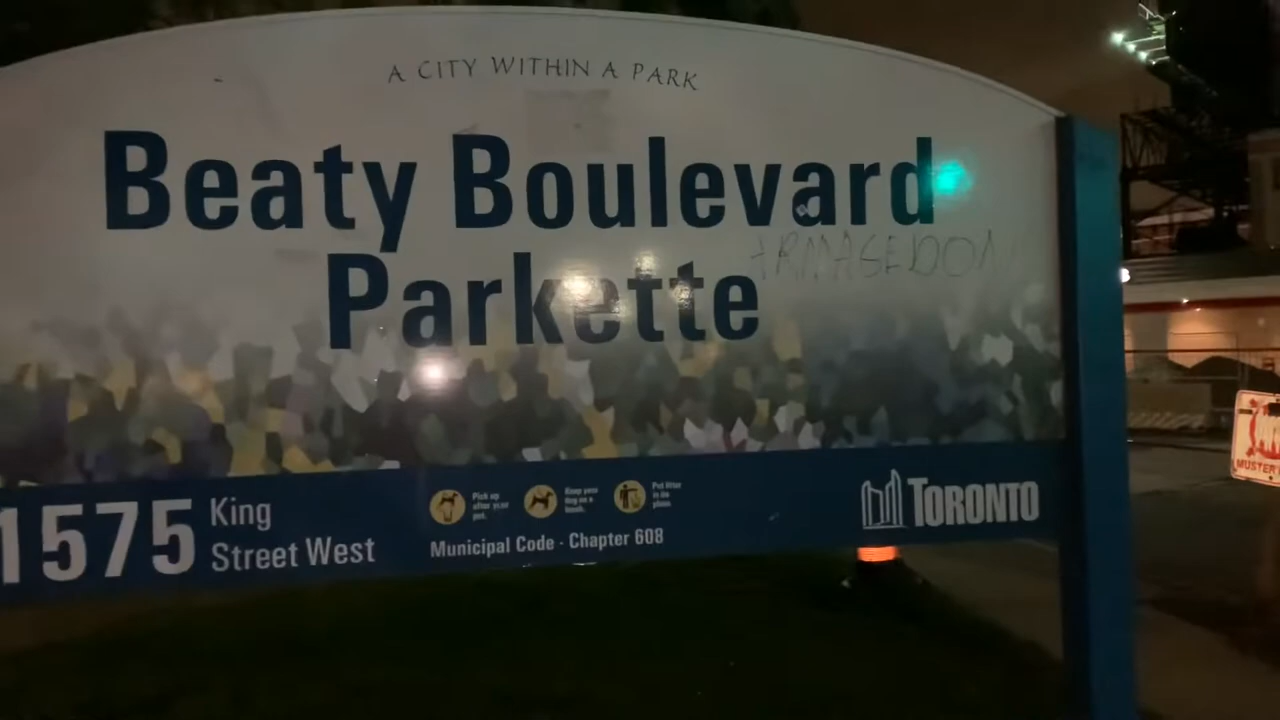 A CITY WITHIN A PARK
Beaty Boulevard
Parkette
ARMASEDON
1575 King
Street West
Pick up
after your
pet.
Keep your
dog on a
leash.
Put litter
in its
place.
Municipal Code · Chapter 608
TORONTO
MUSTER